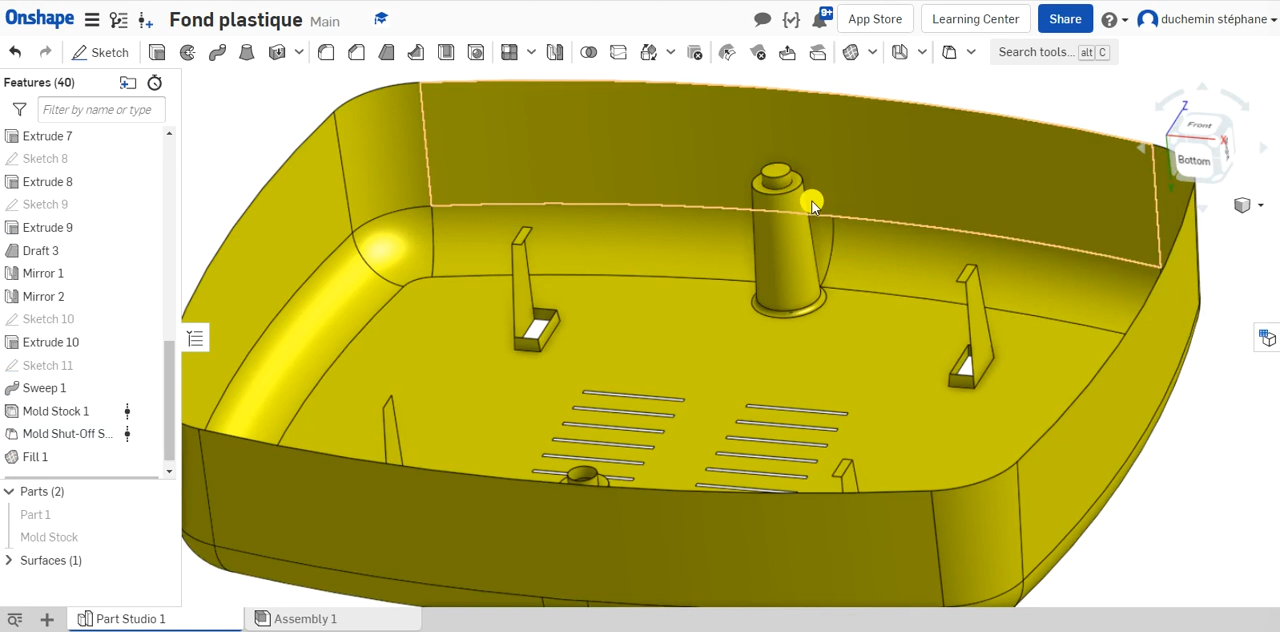 Onshape Fond plastique Main 9+ App Store Learning Center Share duchemin stéphane
Sketch Search tools... alt C
Features (40)
Filter by name or type
Extrude 7
Sketch 8
Extrude 8
Sketch 9
Extrude 9
Draft 3
Mirror 1
Mirror 2
Sketch 10
Extrude 10
Sketch 11
Sweep 1
Mold Stock 1
Mold Shut-Off S...
Fill 1
Parts (2)
Part 1
Mold Stock
Surfaces (1)
Z
Front
X
Bottom
Part Studio 1
Assembly 1